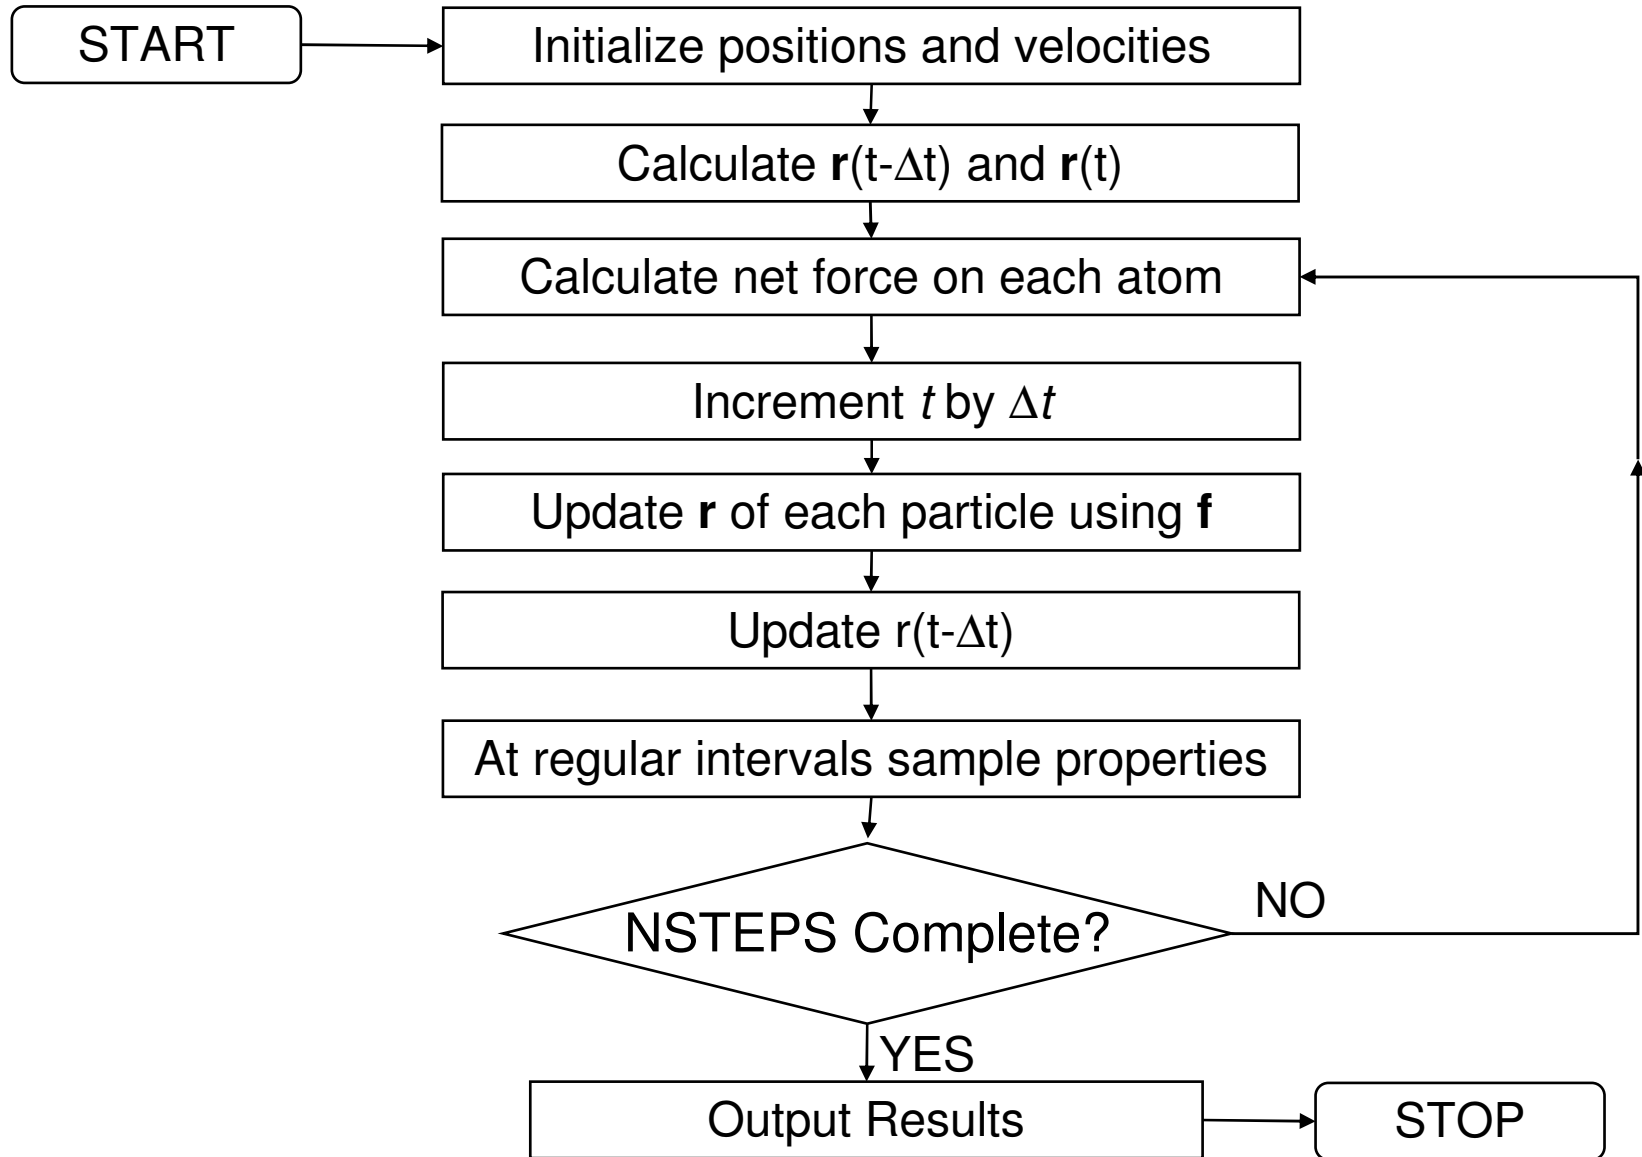 START
Initialize positions and velocities
Calculate r(t-Δt) and r(t)
Calculate net force on each atom
Increment t by Δt
Update r of each particle using f
Update r(t-Δt)
At regular intervals sample properties
NSTEPS Complete?
NO
YES
Output Results
STOP